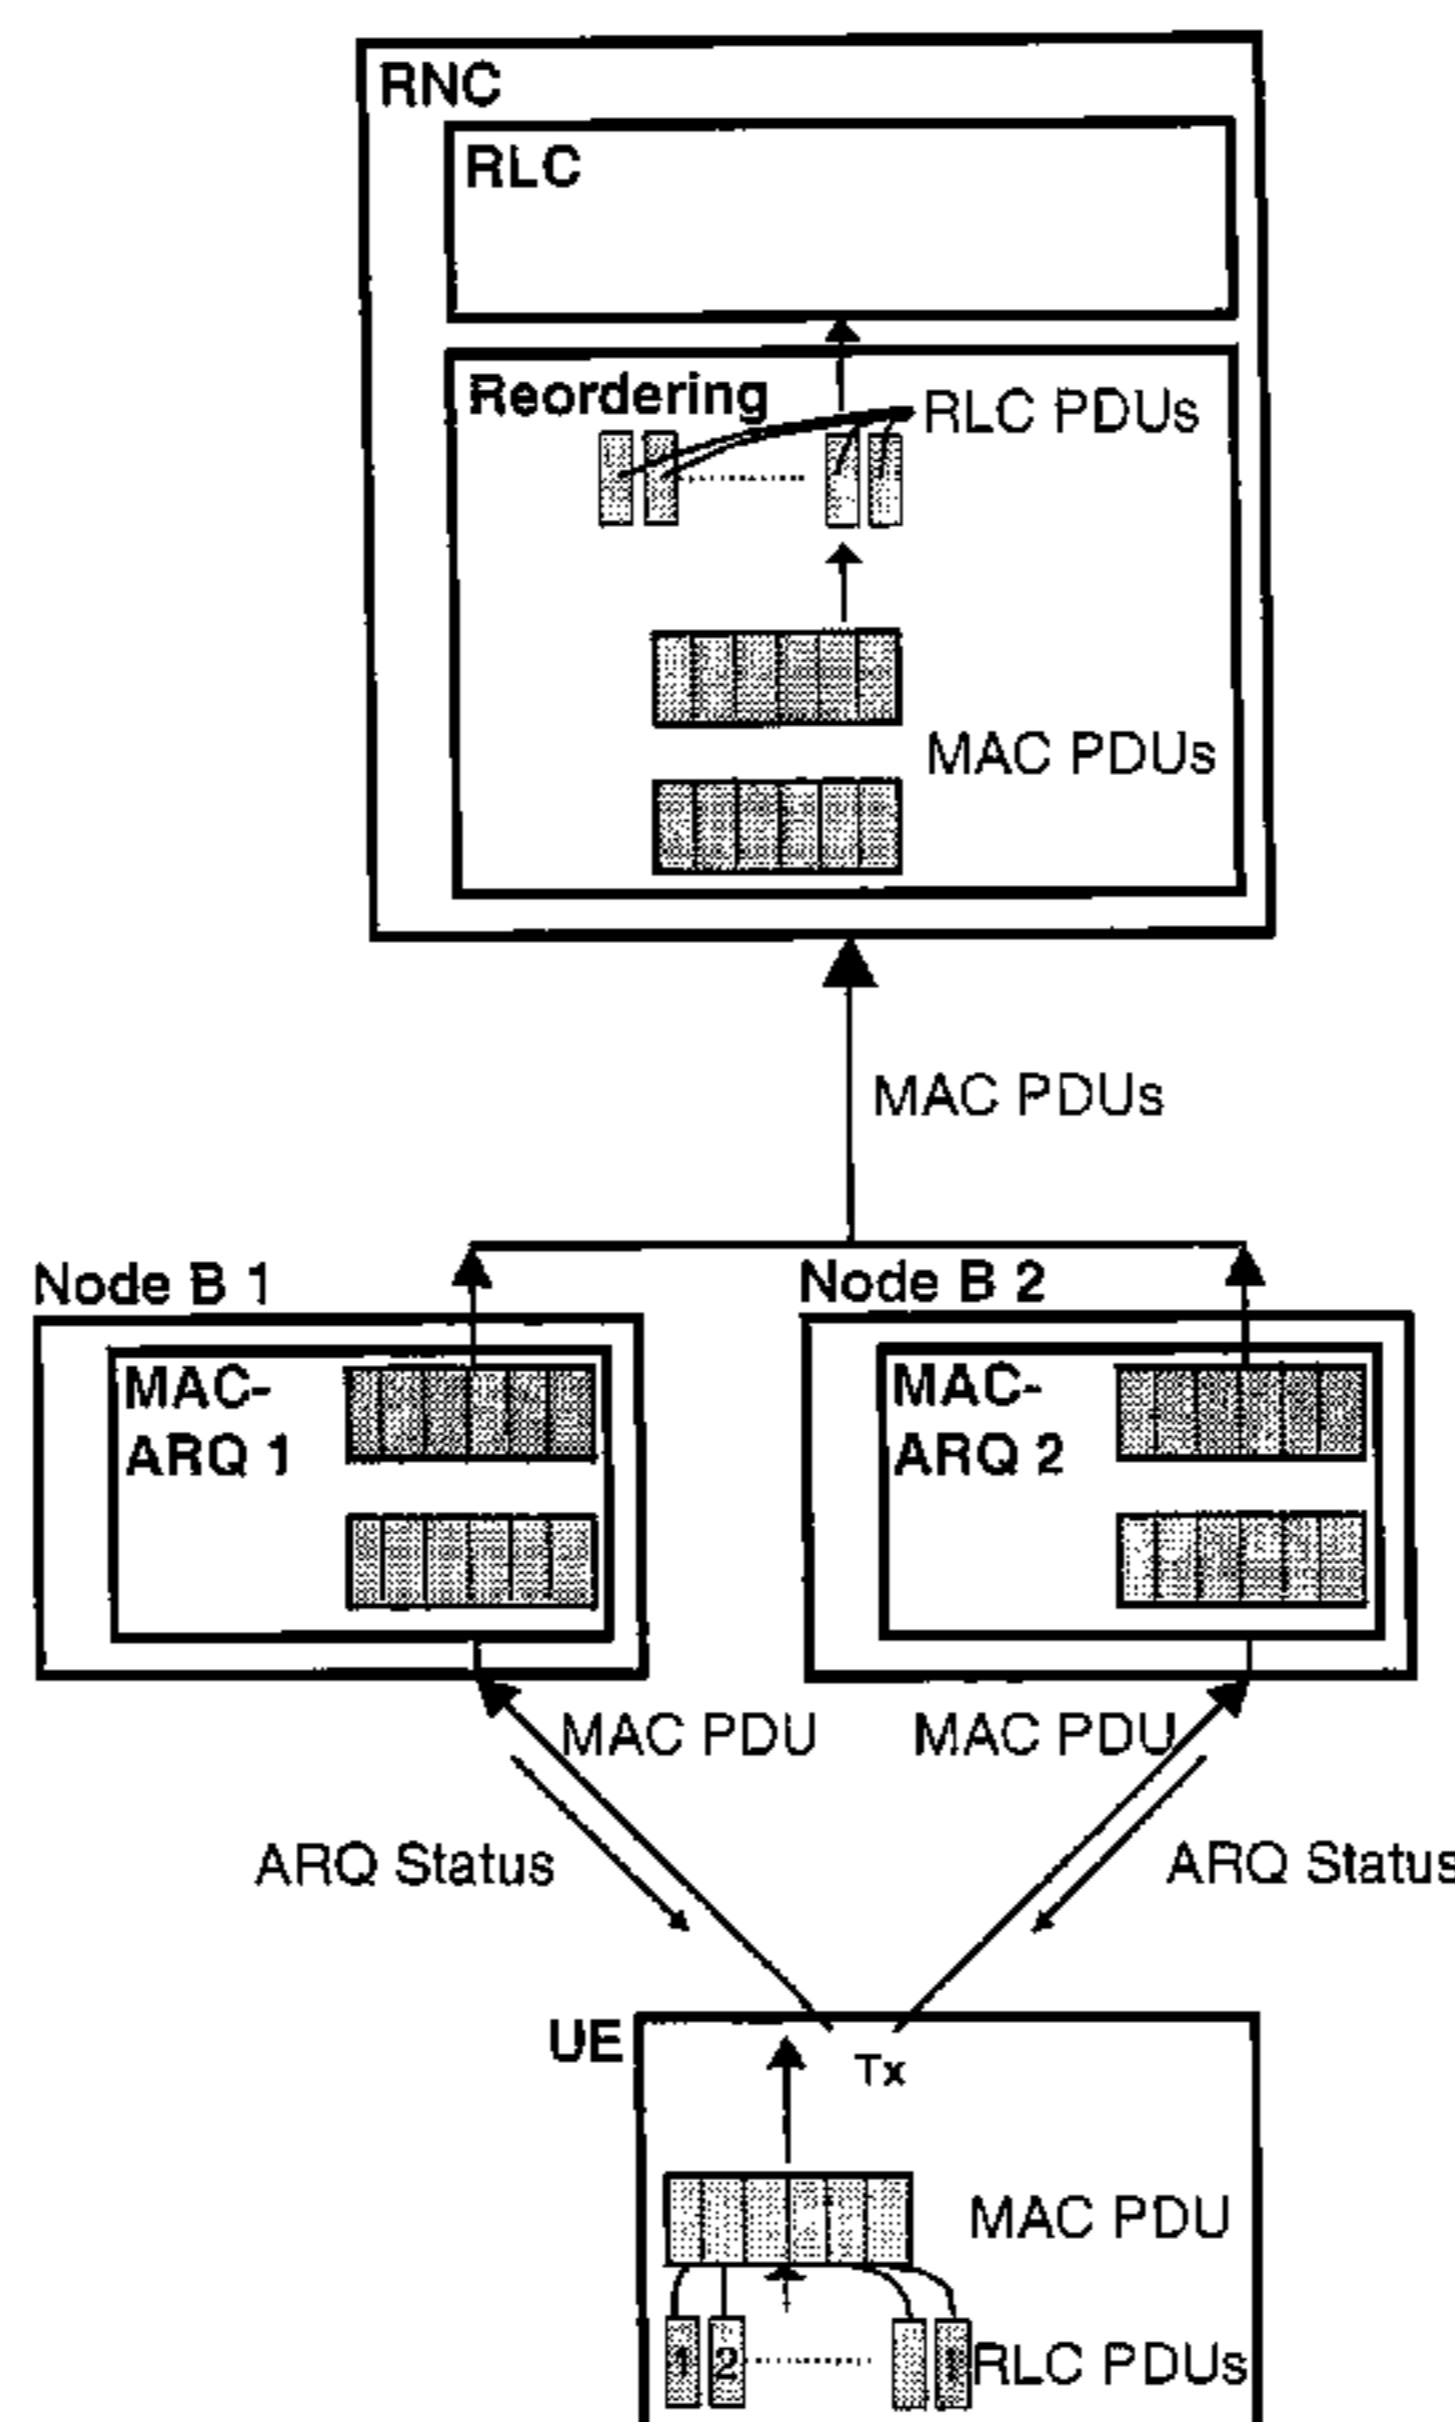 RNC
RLC
Reordering
RLC PDUs
MAC PDUs
MAC PDUs
Node B 1
Node B 2
MAC-
ARQ 1
MAC-
ARQ 2
MAC PDU
MAC PDU
ARQ Status
ARQ Status
UE
Tx
MAC PDU
1 2
RLC PDUs